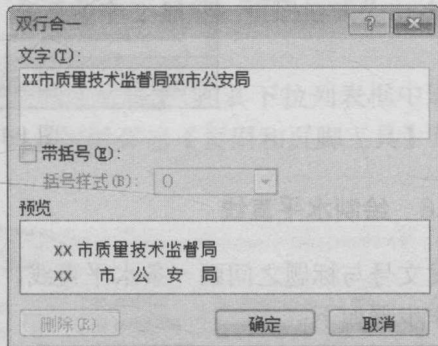 双行合一
文字(T):
XX市质量技术监督局XX市公安局
带括号(E):
括号样式(B):
()
预览
XX 市质量技术监督局
XX 市 公 安 局
删除(R)
确定
取消